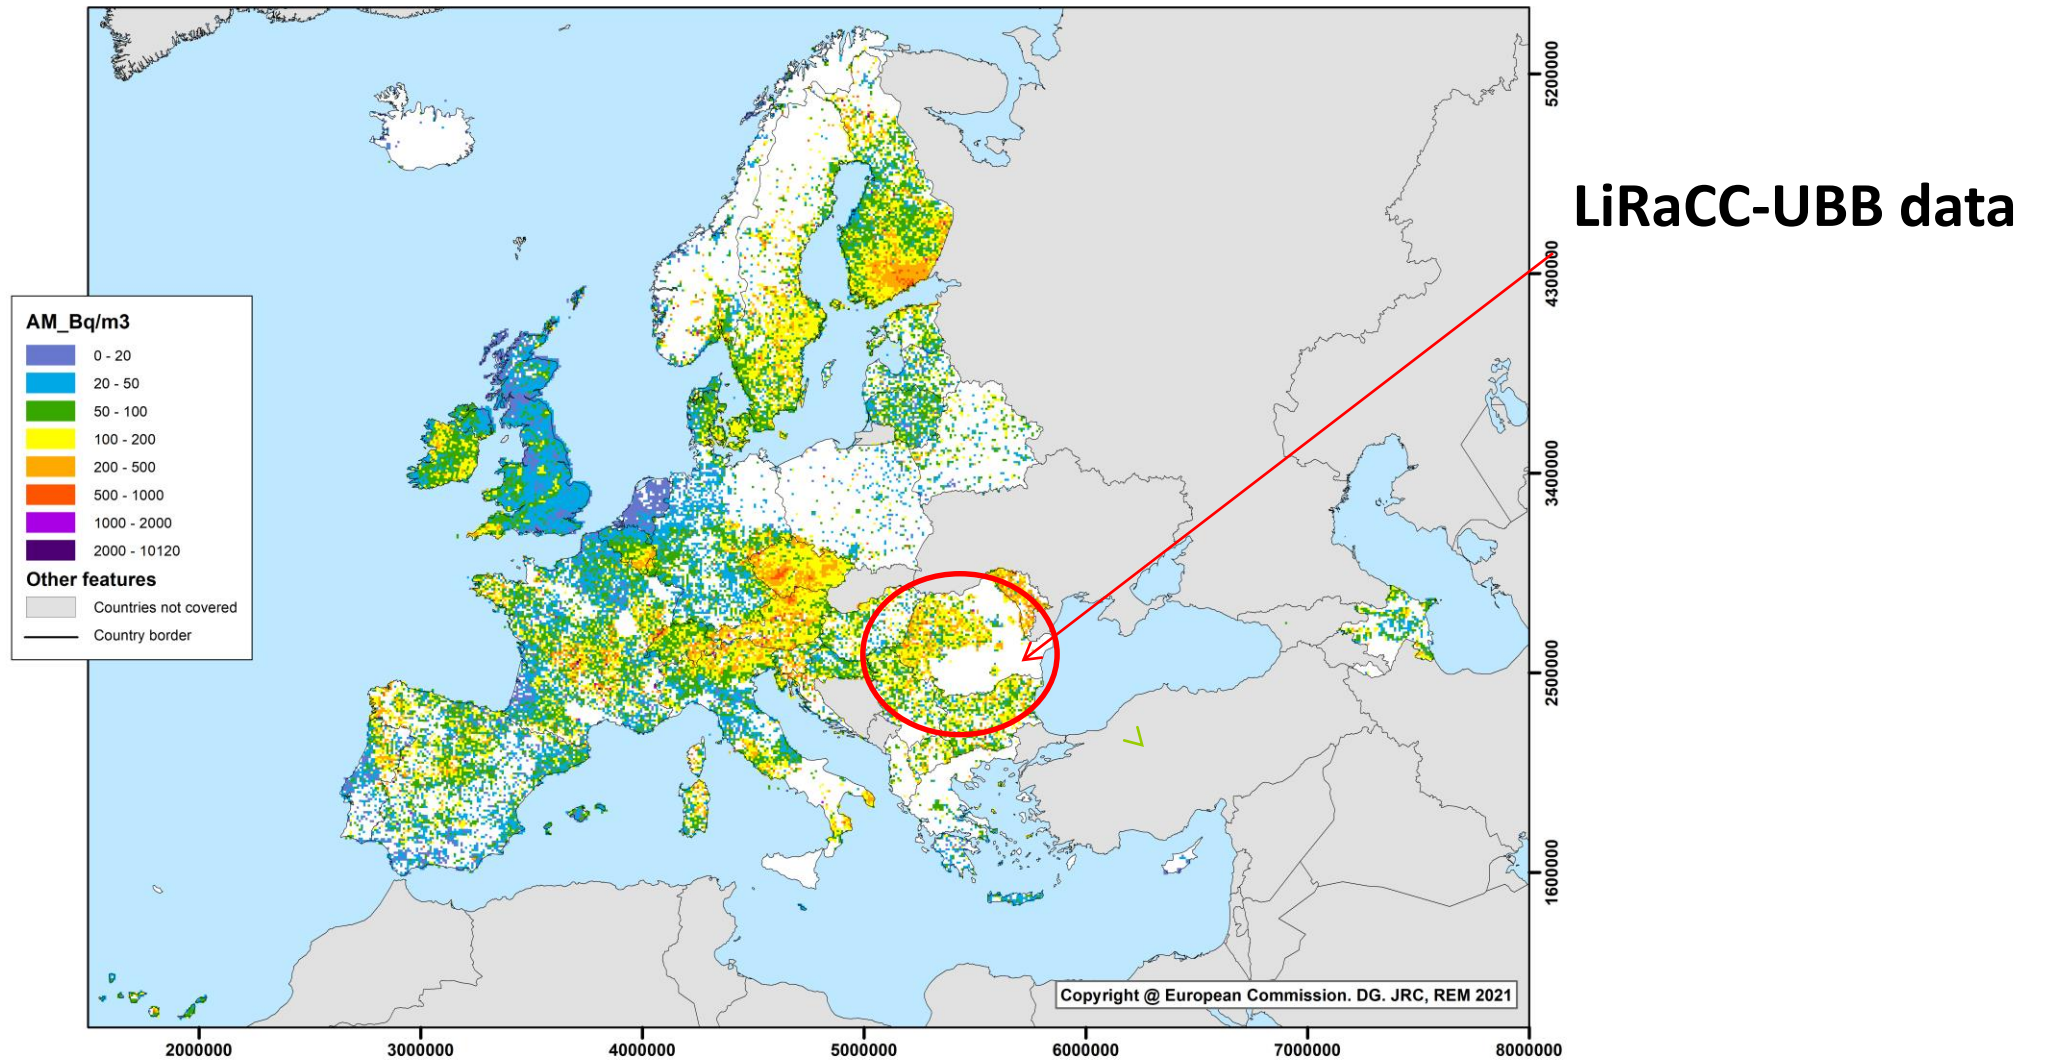 LiRaCC-UBB data
AM_Bq/m3
0 - 20
20 - 50
50 - 100
100 - 200
200 - 500
500 - 1000
1000 - 2000
2000 - 10120
Other features
Countries not covered
Country border
5200000
4300000
3400000
2500000
1600000
Copyright @ European Commission. DG. JRC, REM 2021
2000000 3000000 4000000 5000000 6000000 7000000 8000000